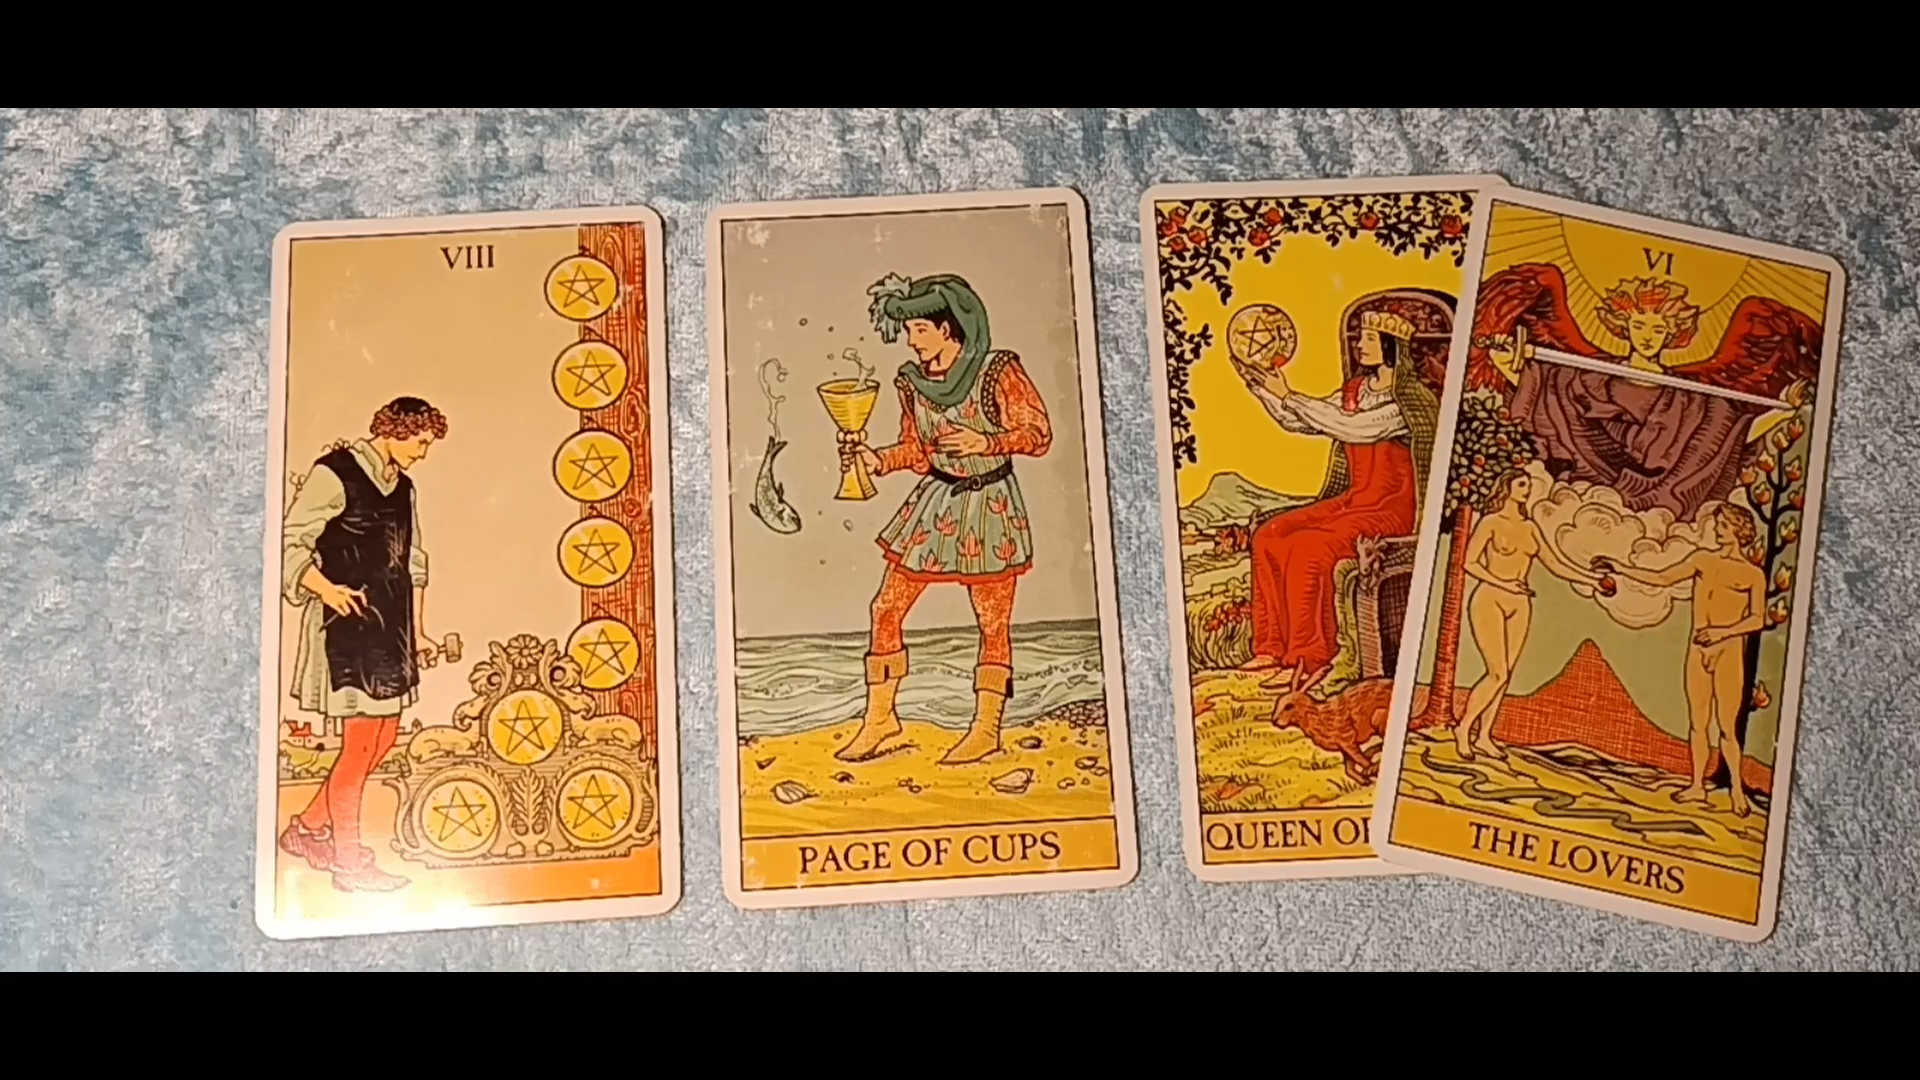 VIII
PAGE OF CUPS
QUEEN OF
VI
THE LOVERS